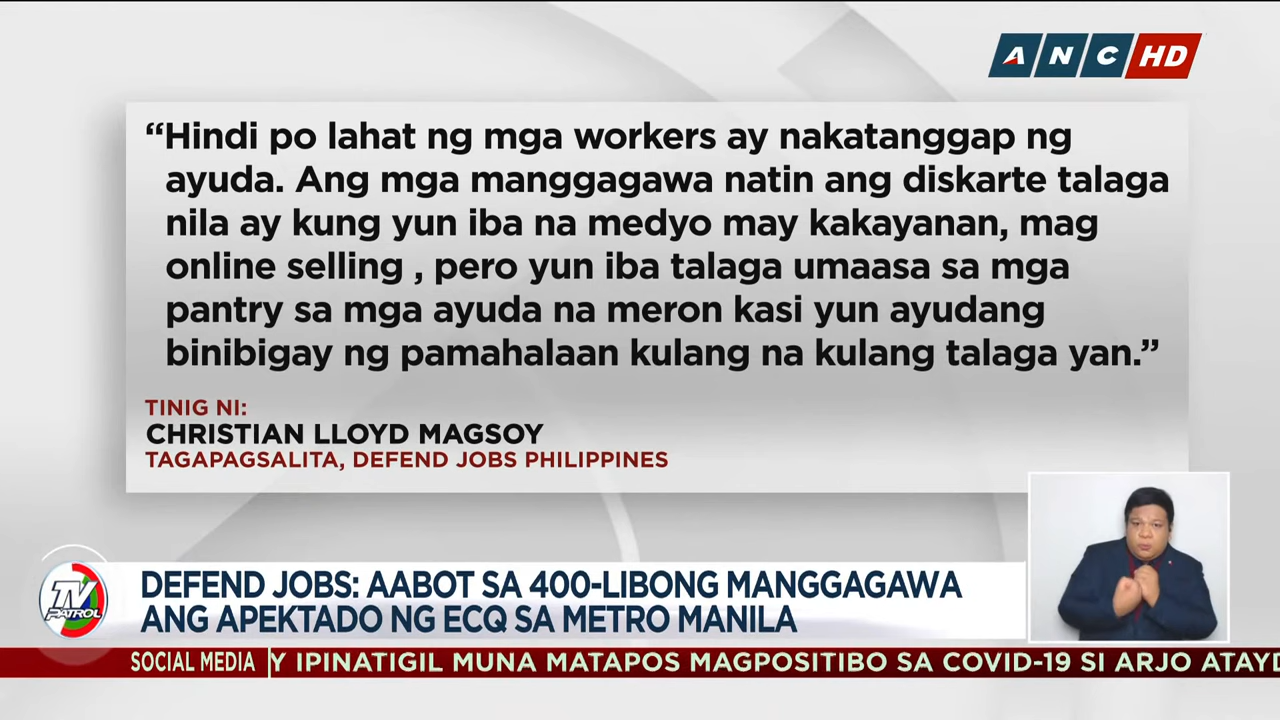 ANC HD
“Hindi po lahat ng mga workers ay nakatanggap ng
ayuda. Ang mga manggagawa natin ang diskarte talaga
nila ay kung yun iba na medyo may kakayanan, mag
online selling , pero yun iba talaga umaasa sa mga
pantry sa mga ayuda na meron kasi yun ayudang
binibigay ng pamahalaan kulang na kulang talaga yan.”
TINIG NI:
CHRISTIAN LLOYD MAGSOY
TAGAPAGSALITA, DEFEND JOBS PHILIPPINES
TV
PATROL
DEFEND JOBS: AABOT SA 400-LIBONG MANGGAGAWA
ANG APEKTADO NG ECQ SA METRO MANILA
SOCIAL MEDIA Y IPINATIGIL MUNA MATAPOS MAGPOSITIBO SA COVID-19 SI ARJO ATAYD